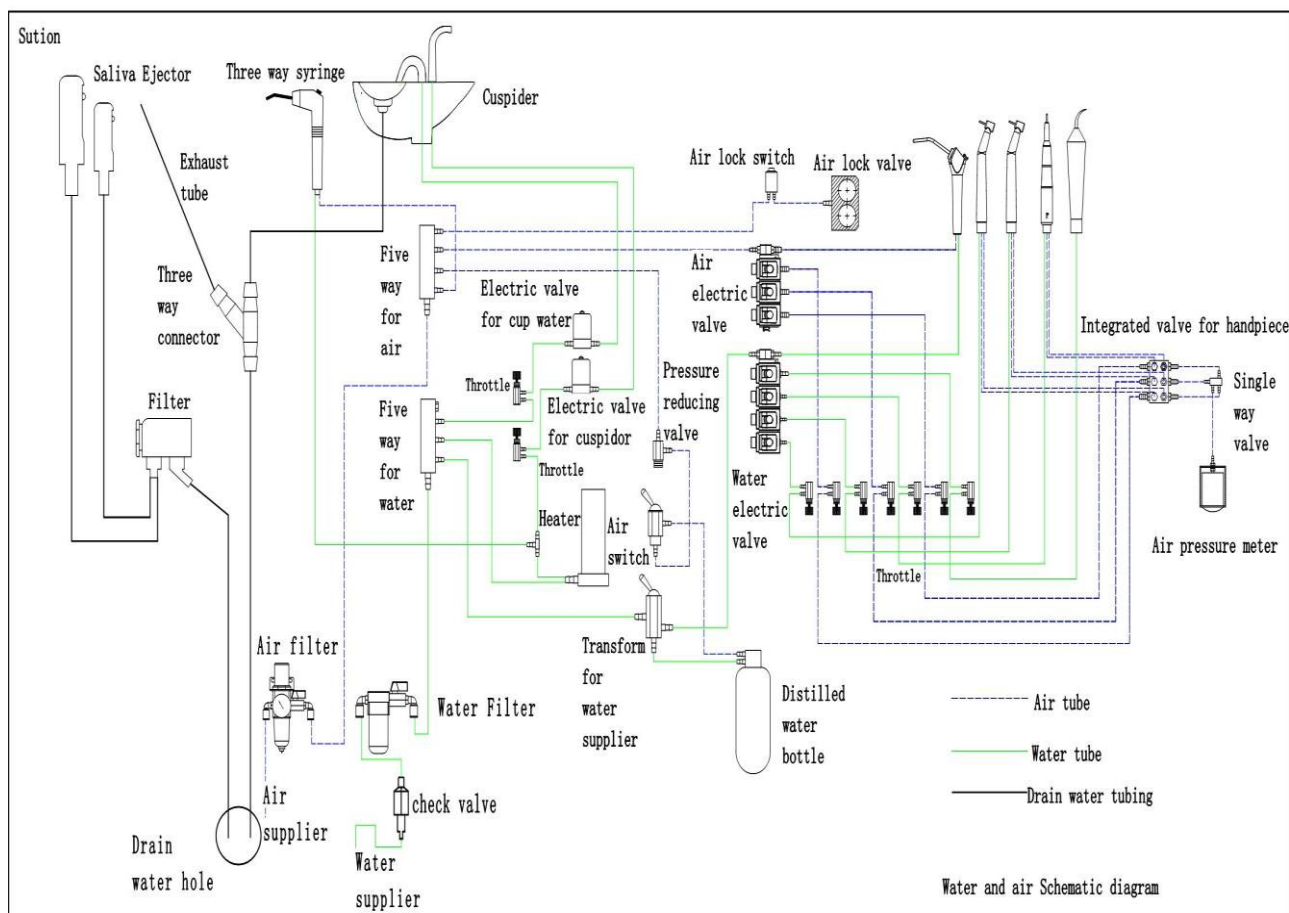 Sution
Saliva Ejector
Three way syringe
Cuspider
Exhaust
tube
Air lock switch
Air lock valve
Three
way
connector
Five
way
for
air
Electric valve
for cup water
Air
electric
valve
Integrated valve for handpiece
Throttle
Pressure
reducing
valve
Single
way
valve
Filter
Five
way
for
water
Electric valve
for cuspidor
Throttle
Heater
Air
switch
Water
electric
valve
Throttle
Air pressure meter
Air filter
Water Filter
Transform
for
water
supplier
Distilled
water
bottle
Air tube
Water tube
Drain water tubing
Air
supplier
check valve
Drain
water hole
Water
supplier
Water and air Schematic diagram
P